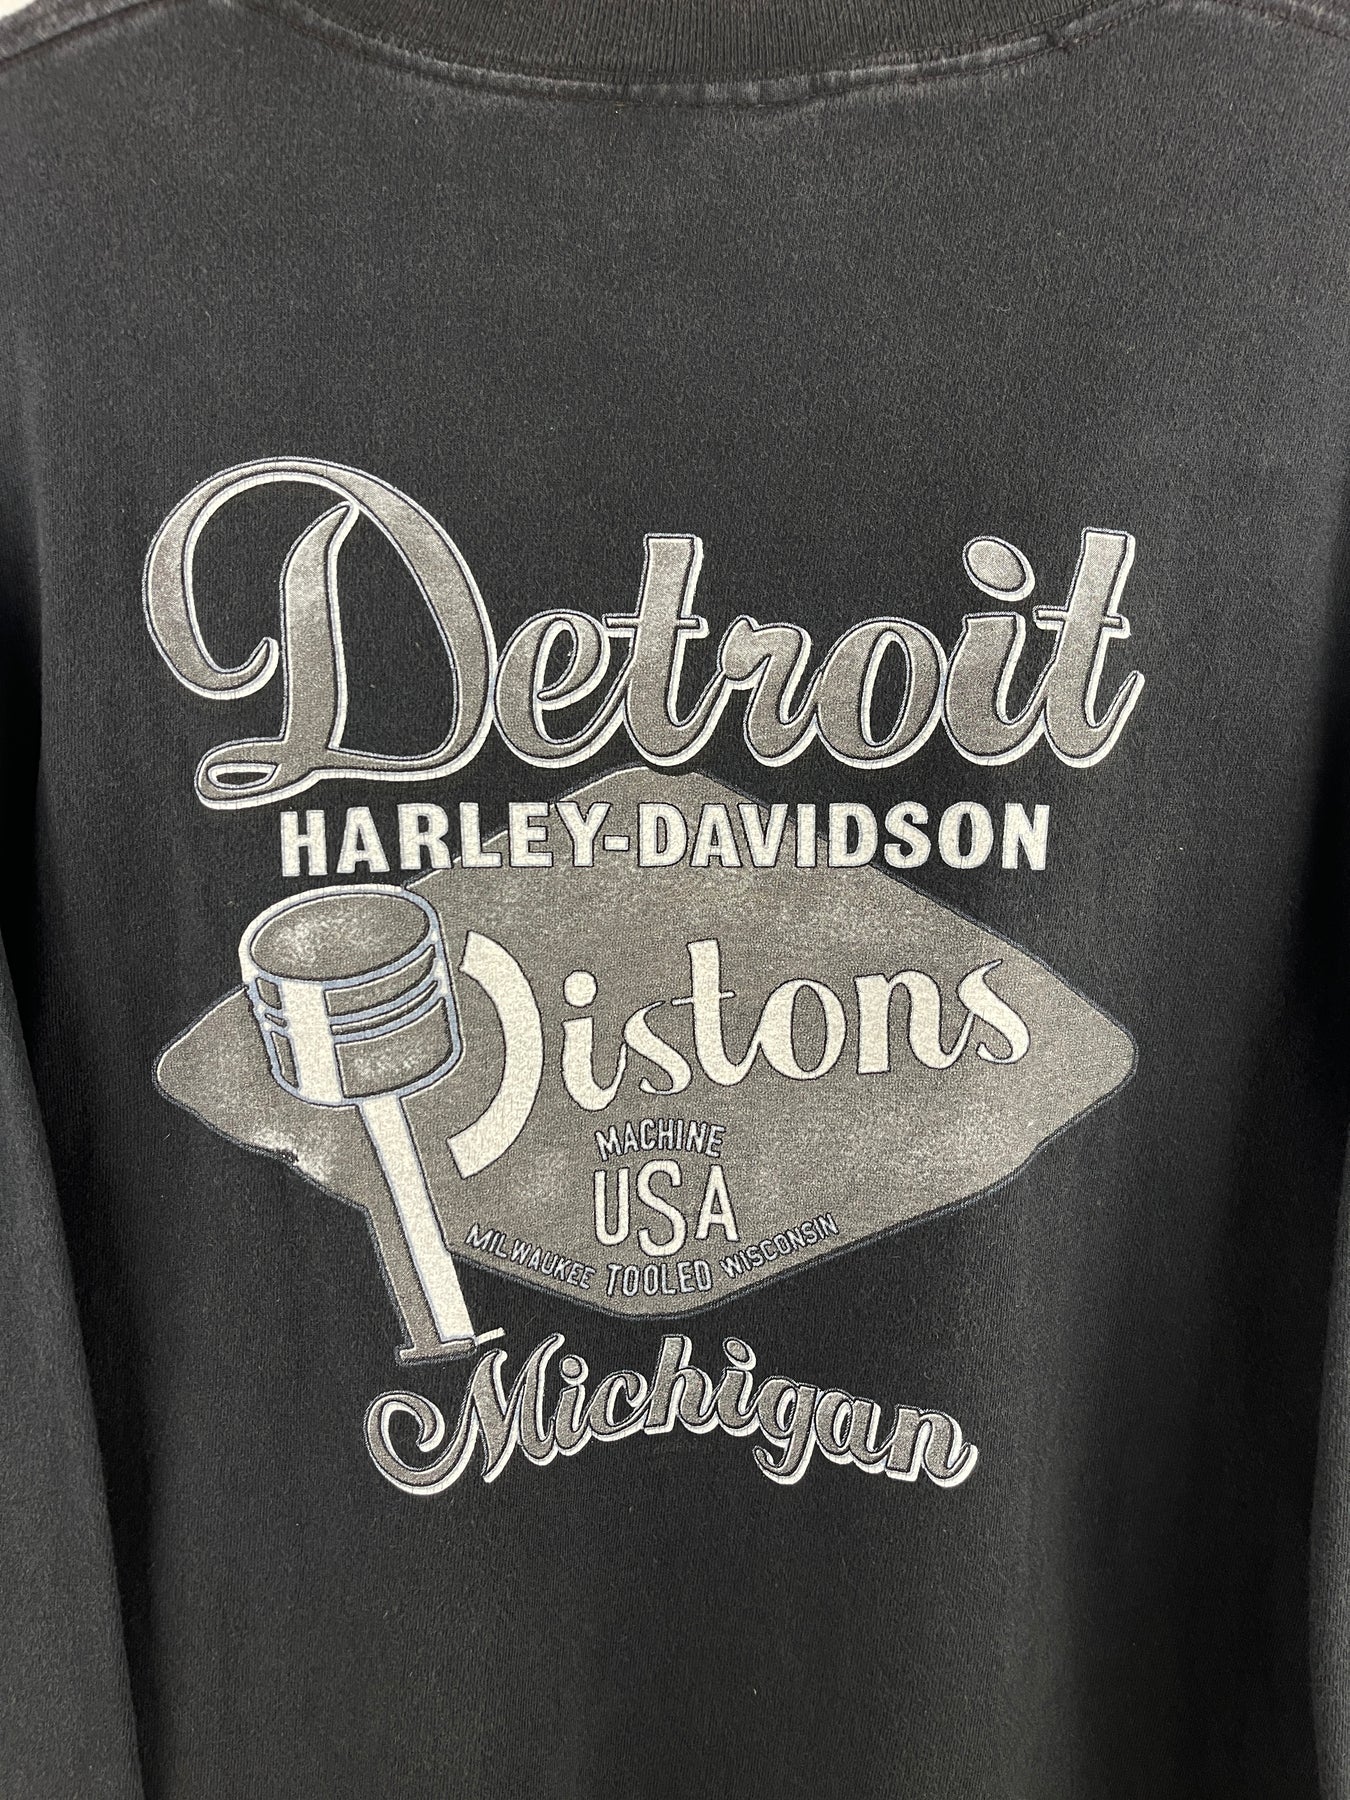 Detroit
HARLEY-DAVIDSON
Pistons
MACHINE
USA
MILWAUKEE TOOLED WISCONSIN
Michigan